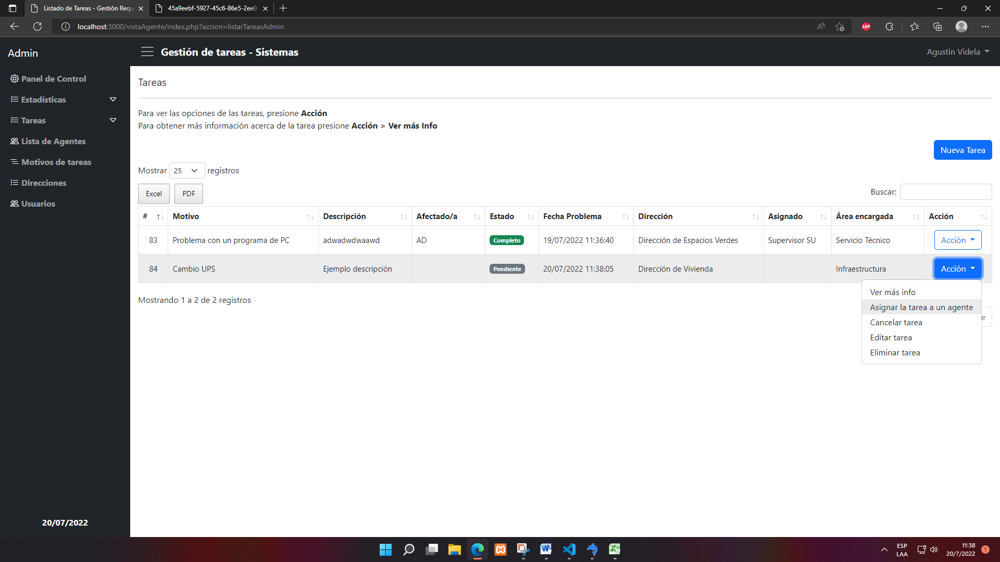 Listado de Tareas - Gestión Requ
45a9eebf-5927-45c6-86e5-2ee0
localhost:3000/vistaAgente/index.php?accion=listarTareasAdmin
ABP
Admin
Gestión de tareas - Sistemas
Agustin Videla
Panel de Control
Estadísticas
Tareas
Lista de Agentes
Motivos de tareas
Direcciones
Usuarios
20/07/2022
Tareas
Para ver las opciones de las tareas, presione Acción
Para obtener más información acerca de la tarea presione Acción > Ver más Info
Nueva Tarea
Mostrar 25 registros
Excel PDF
Buscar:
# Motivo Descripción Afectado/a Estado Fecha Problema Dirección Asignado Área encargada Acción
83 Problema con un programa de PC adwadwdwaawd AD Completo 19/07/2022 11:36:40 Dirección de Espacios Verdes Supervisor SU Servicio Técnico Acción
84 Cambio UPS Ejemplo descripción Pendiente 20/07/2022 11:38:05 Dirección de Vivienda Infraestructura Acción
Mostrando 1 a 2 de 2 registros
Ver más info
Asignar la tarea a un agente
Cancelar tarea
Editar tarea
Eliminar tarea
e
ESP
LAA
11:38
20/7/2022
1